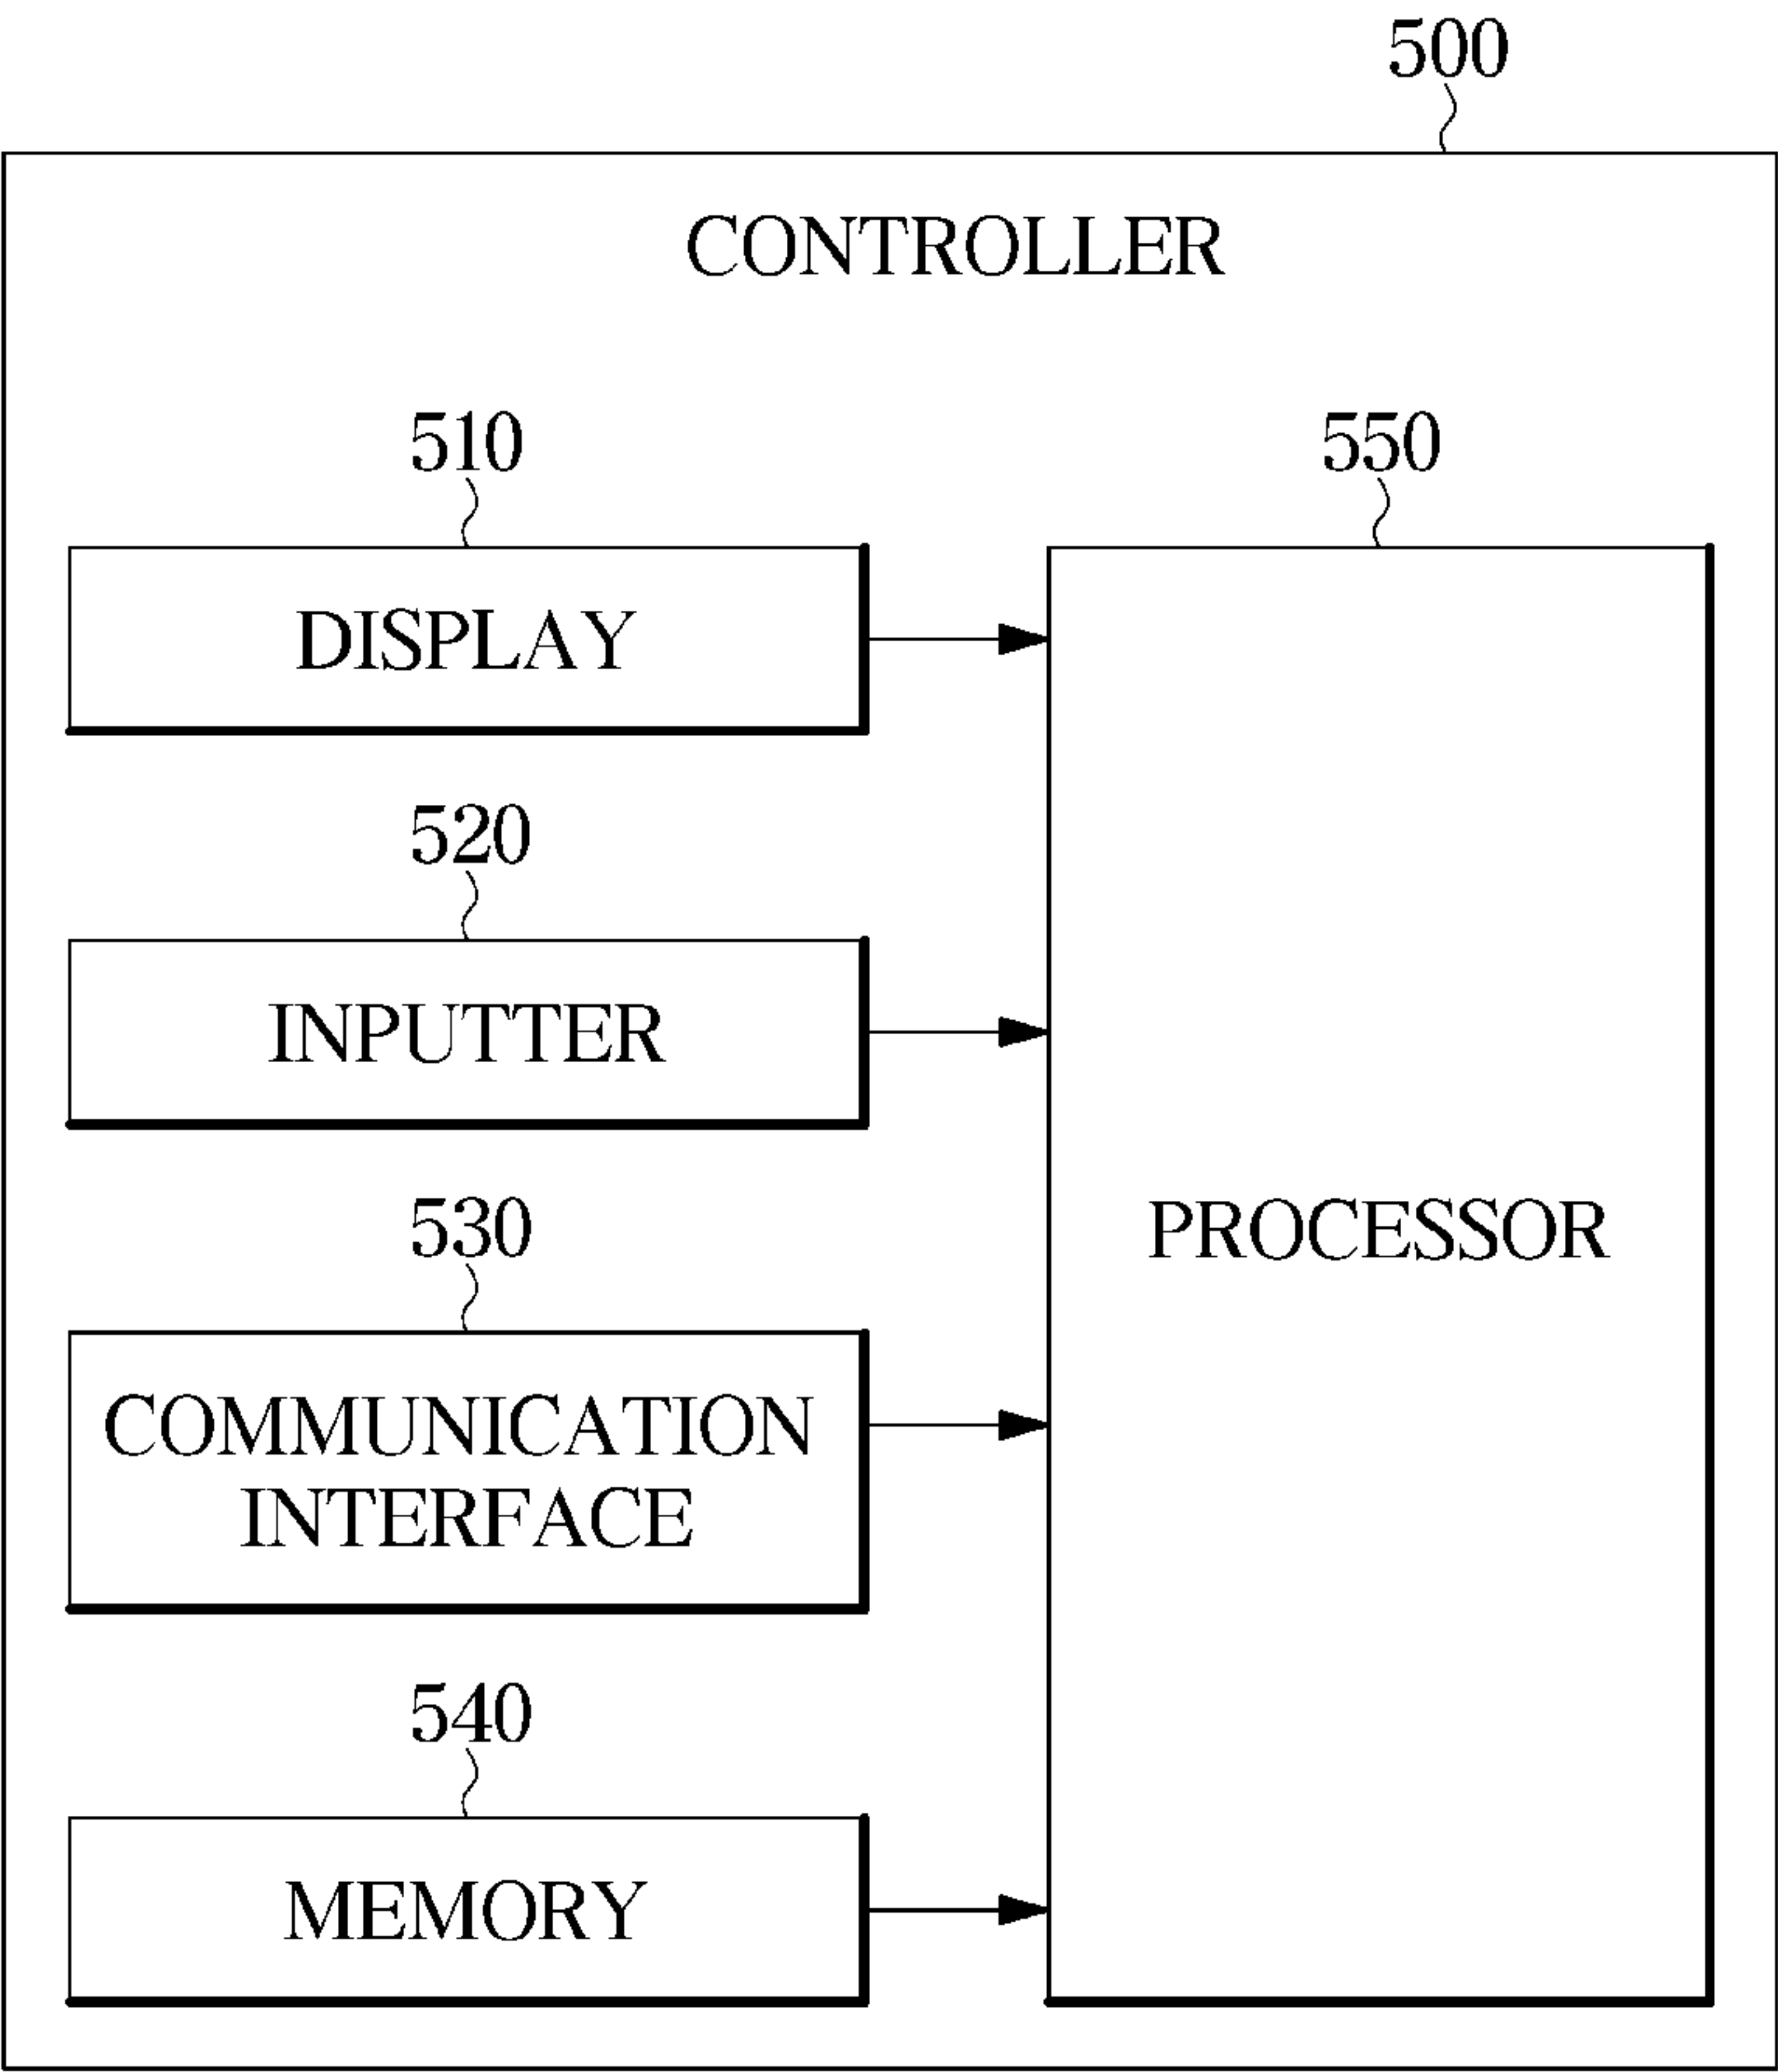 500
CONTROLLER
510
550
DISPLAY
520
INPUTTER
530
PROCESSOR
COMMUNICATION
INTERFACE
540
MEMORY